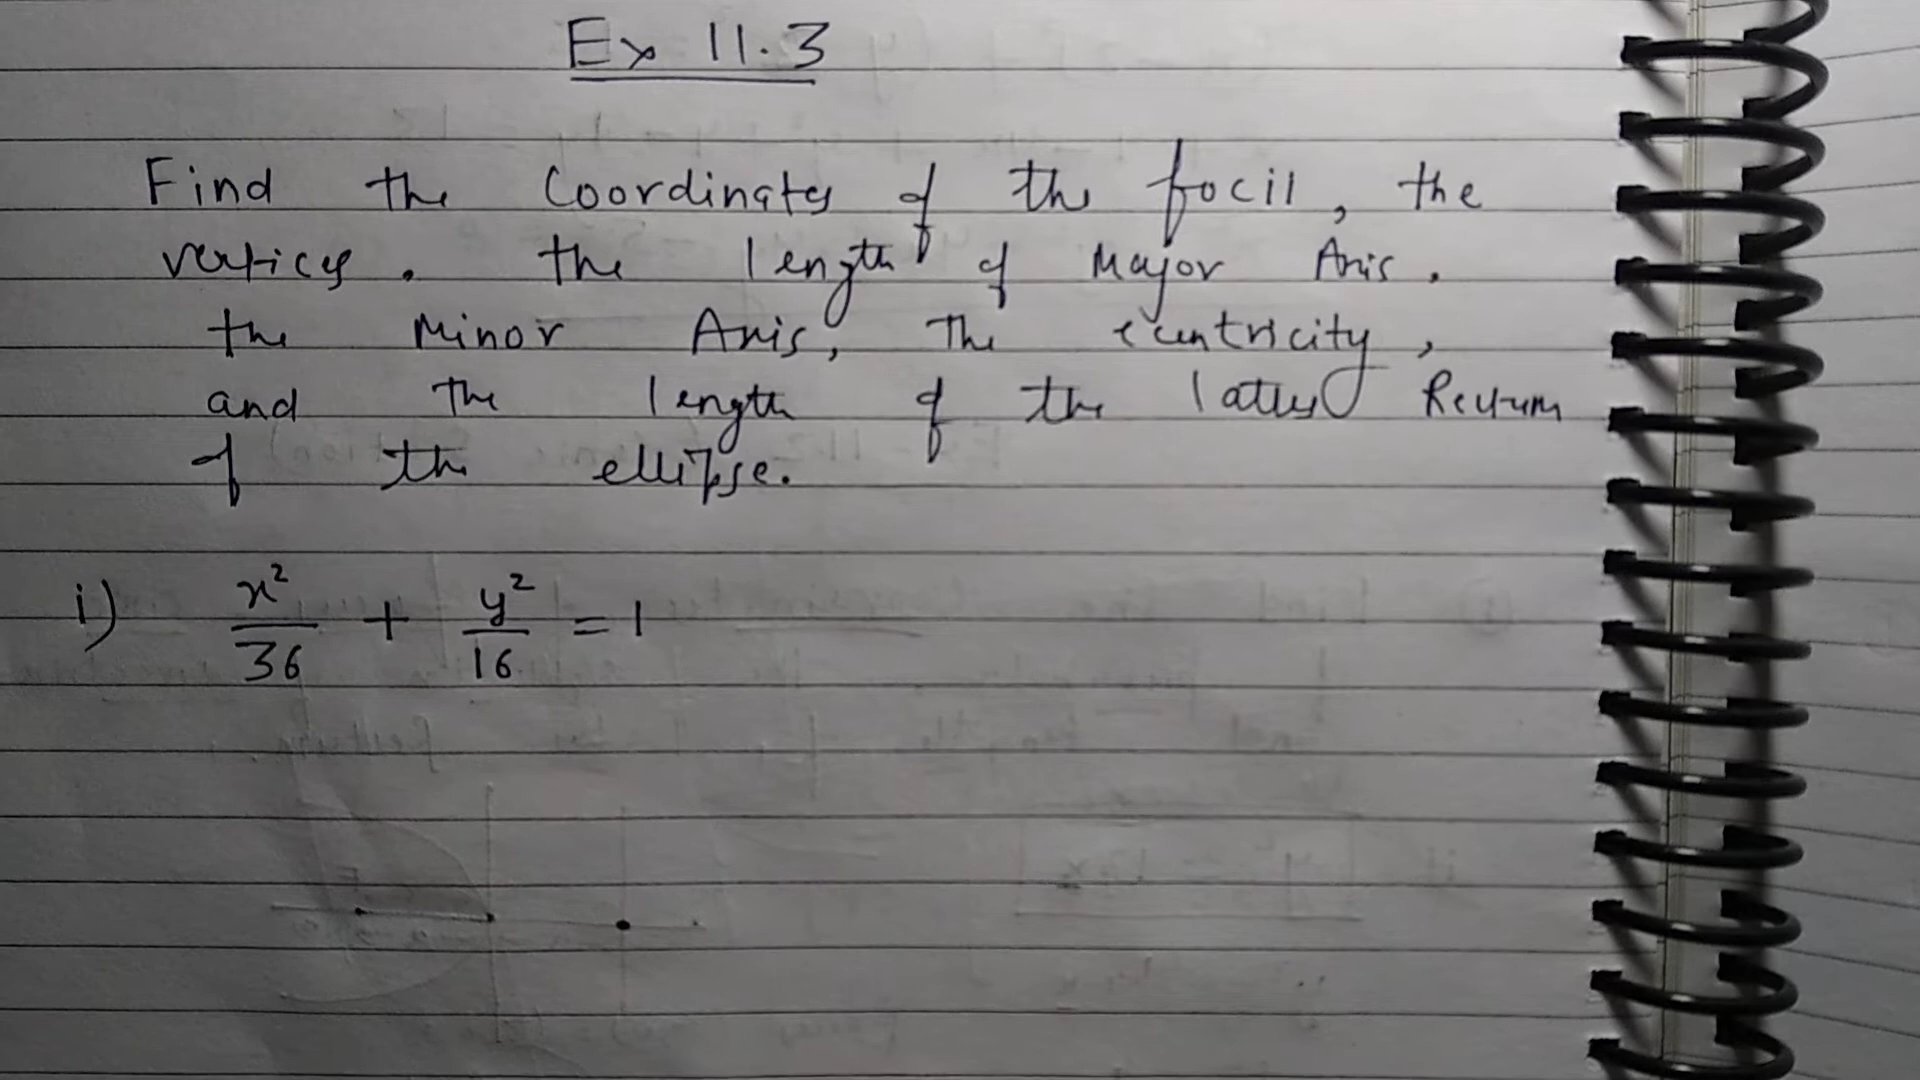 Ex 11.3
Find the Coordinates of the focil, the
vertices. the length of Major Axis.
the Minor Axis, The eccentricity,
and the length of the latus Rectum
of the ellipse.
i) x²/36 + y²/16 = 1